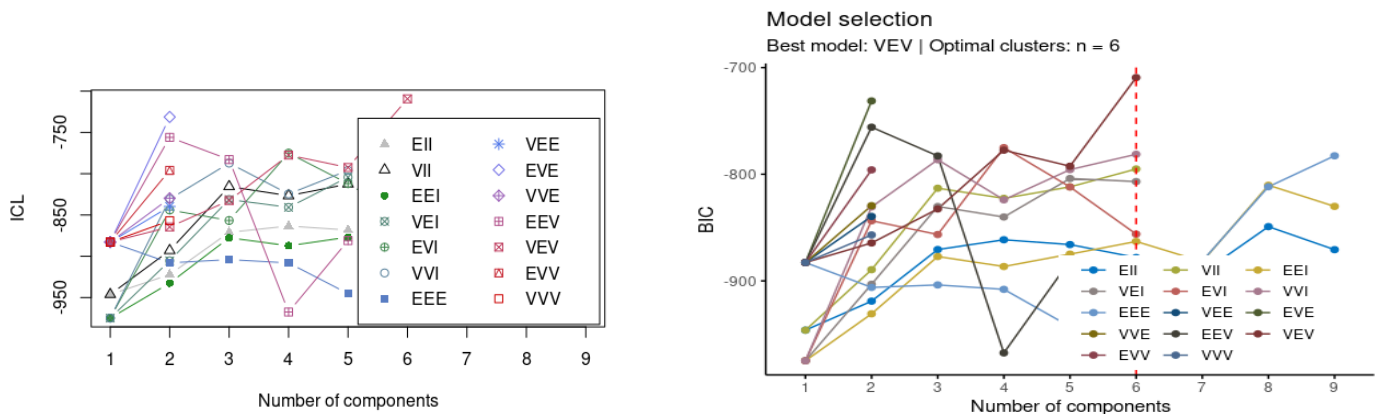 ICL
-750
-850
-950
EII
VII
EEI
VEI
EVI
VVI
EEE
VEE
EVE
VVE
EEV
VEV
EVV
VVV
1 2 3 4 5 6 7 8 9
Number of components
Model selection
Best model: VEV | Optimal clusters: n = 6
BIC
-700
-800
-900
EII VII EEI
VEI EVI VVI
EEE VEE EVE
VVE EEV VEV
EVV VVV
1 2 3 4 5 6 7 8 9
Number of components